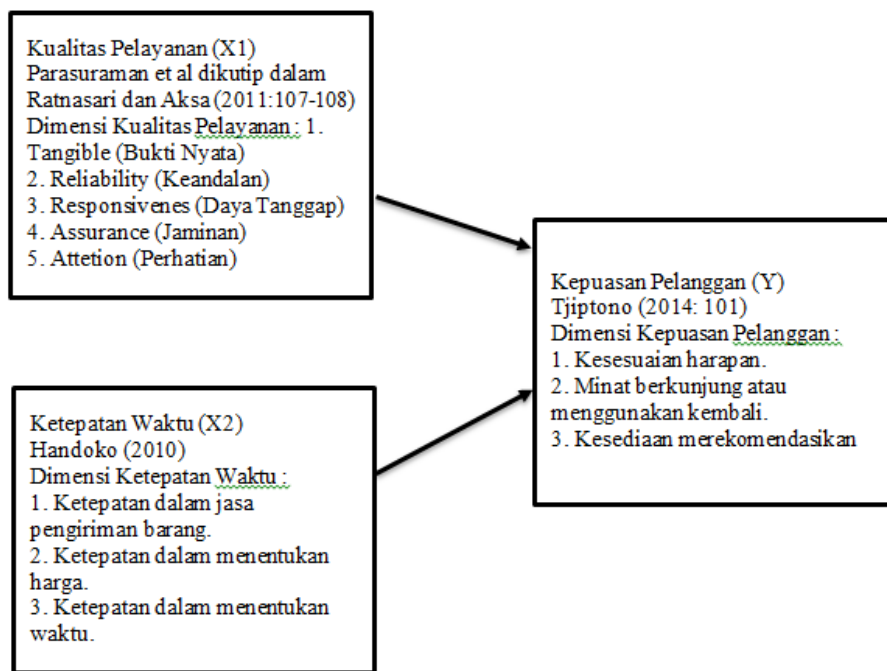 Kualitas Pelayanan (X1)
Parasuraman et al dikutip dalam
Ratnasari dan Aksa (2011:107-108)
Dimensi Kualitas Pelayanan : 1.
Tangible (Bukti Nyata)
2. Reliability (Keandalan)
3. Responsivenes (Daya Tanggap)
4. Assurance (Jaminan)
5. Attetion (Perhatian)
Ketepatan Waktu (X2)
Handoko (2010)
Dimensi Ketepatan Waktu :
1. Ketepatan dalam jasa
pengiriman barang.
2. Ketepatan dalam menentukan
harga.
3. Ketepatan dalam menentukan
waktu.
Kepuasan Pelanggan (Y)
Tjiptono (2014: 101)
Dimensi Kepuasan Pelanggan :
1. Kesesuaian harapan.
2. Minat berkunjung atau
menggunakan kembali.
3. Kesediaan merekomendasikan